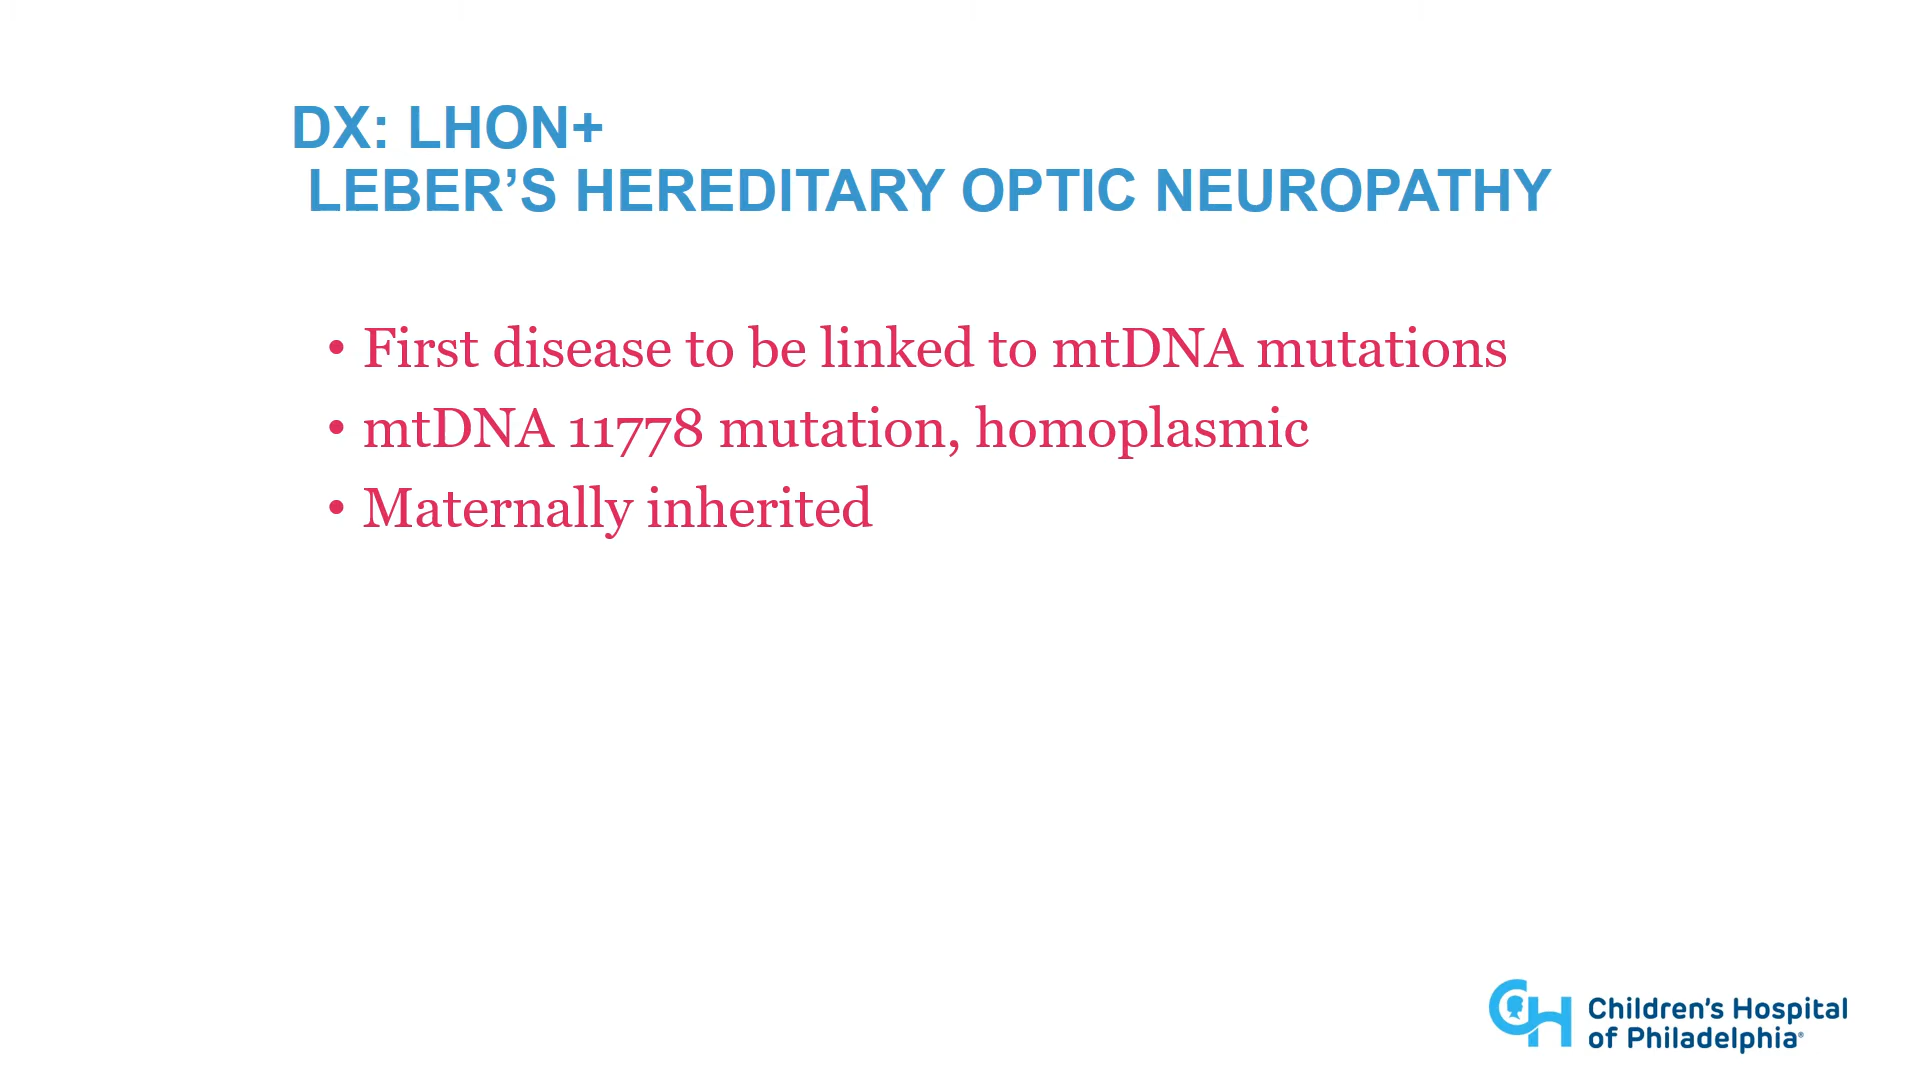 DX: LHON+
LEBER’S HEREDITARY OPTIC NEUROPATHY
• First disease to be linked to mtDNA mutations
• mtDNA 11778 mutation, homoplasmic
• Maternally inherited
CH Children’s Hospital
of Philadelphia®